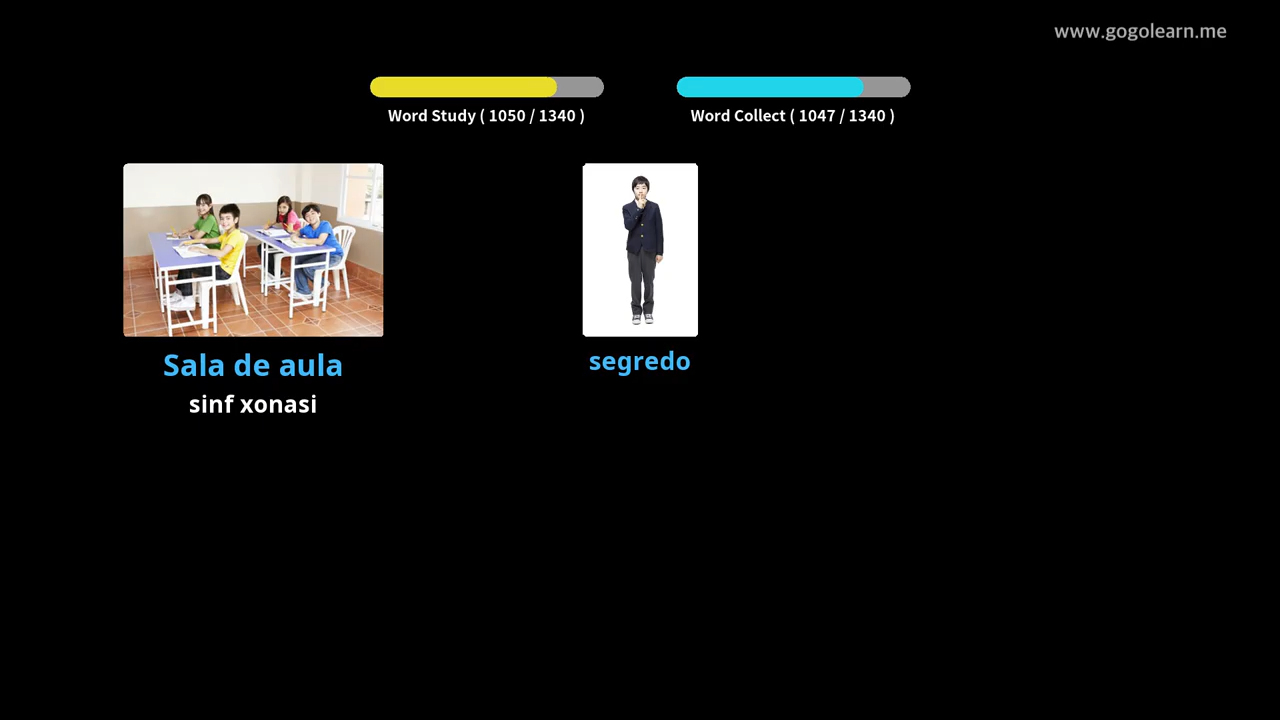 www.gogolearn.me
Word Study ( 1050 / 1340 )
Word Collect ( 1047 / 1340 )
Sala de aula
sinf xonasi
segredo